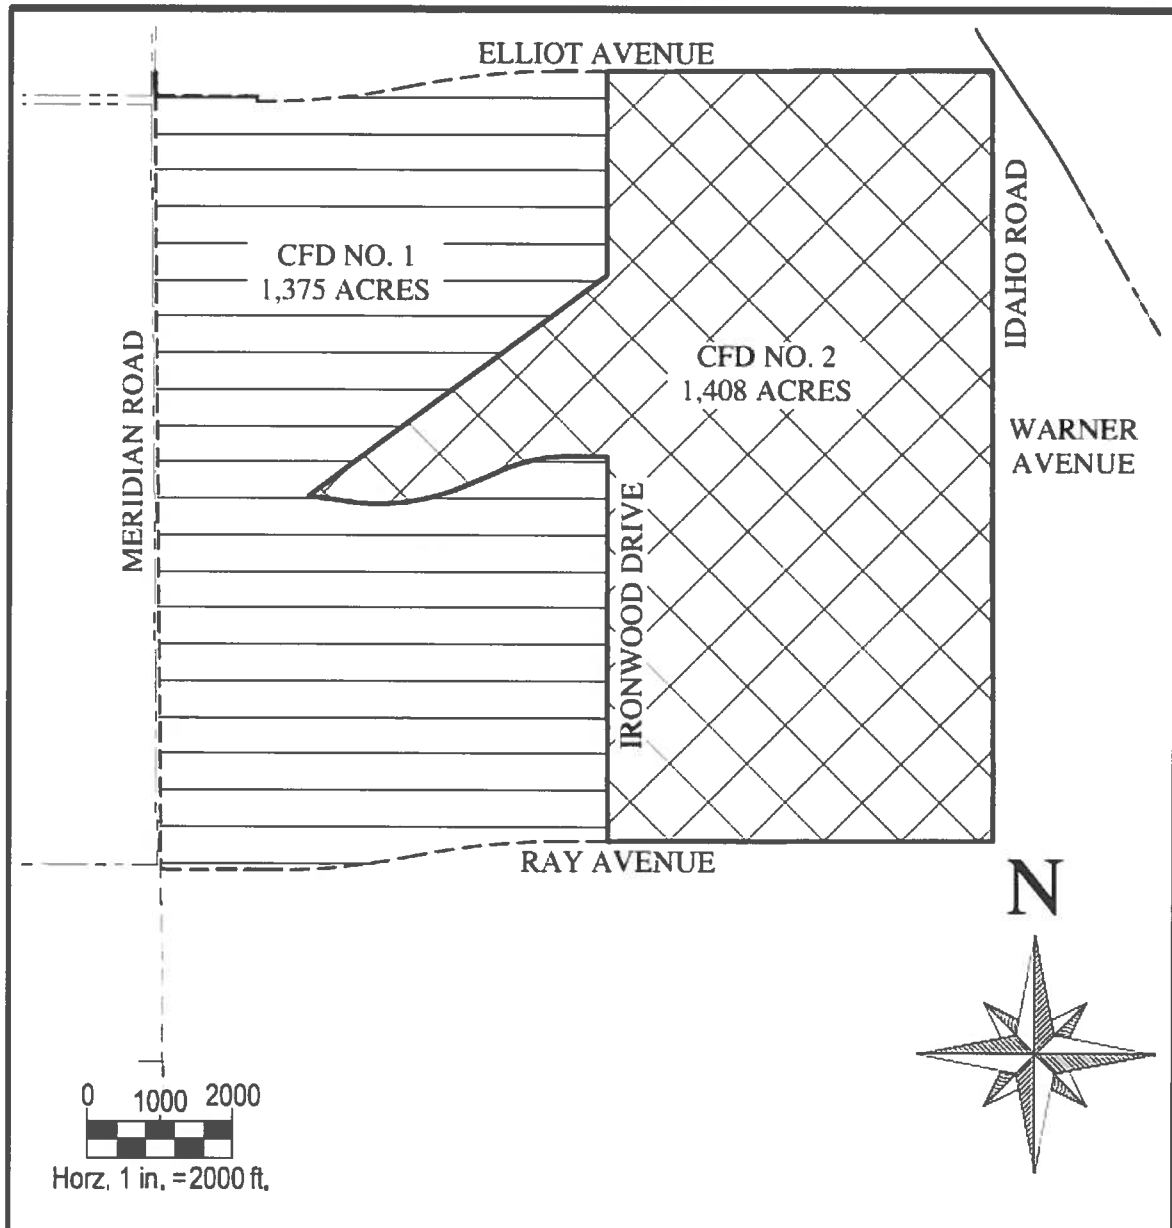 ELLIOT AVENUE
CFD NO. 1
1,375 ACRES
IDAHO ROAD
CFD NO. 2
1,408 ACRES
MERIDIAN ROAD
WARNER
AVENUE
IRONWOOD DRIVE
RAY AVENUE
N
0 1000 2000
Horz, 1 in. =2000 ft.